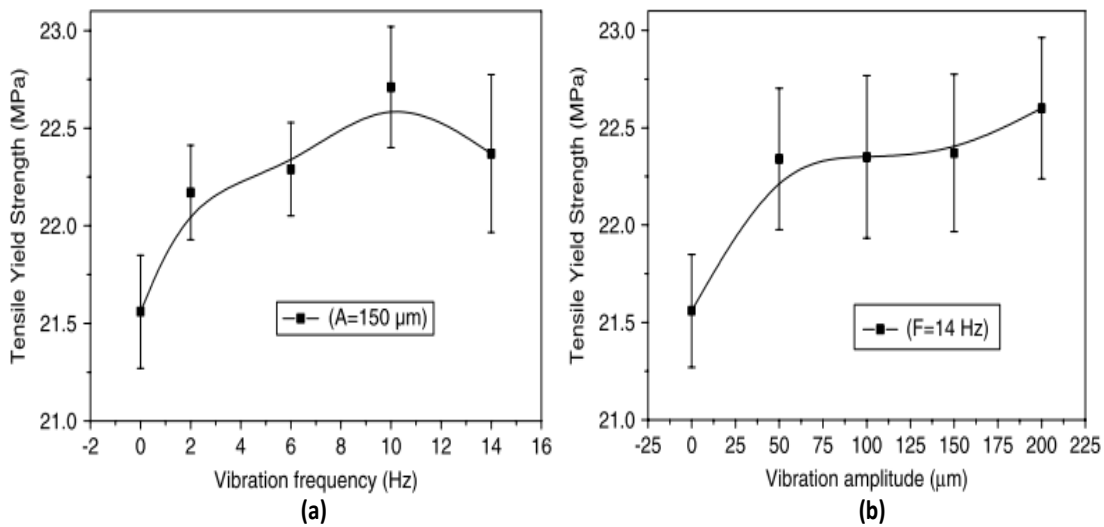 Tensile Yield Strength (MPa)
23.0
22.5
22.0
21.5
21.0
-2 0 2 4 6 8 10 12 14 16
(A=150 μm)
Vibration frequency (Hz)
(a)
Tensile Yield Strength (MPa)
23.0
22.5
22.0
21.5
21.0
-25 0 25 50 75 100 125 150 175 200 225
(F=14 Hz)
Vibration amplitude (μm)
(b)